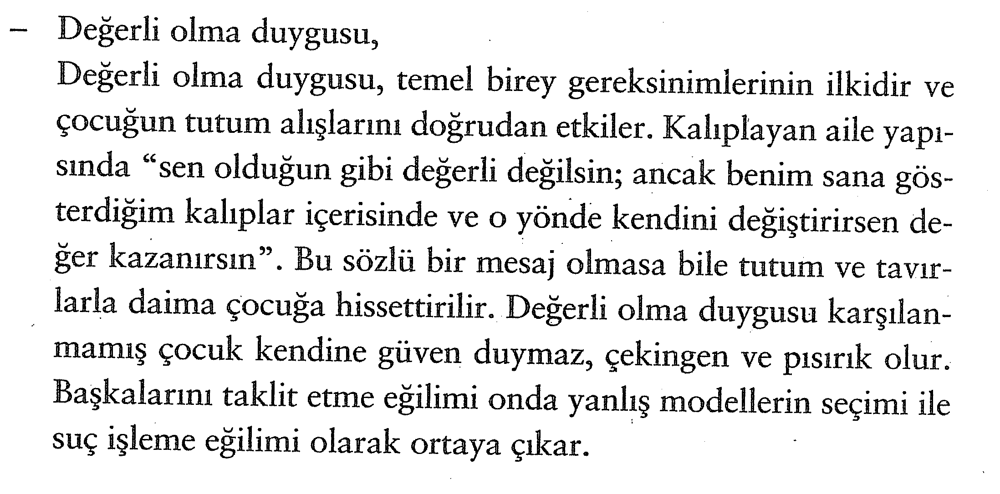 – Değerli olma duygusu,
Değerli olma duygusu, temel birey gereksinimlerinin ilkidir ve
çocuğun tutum alışlarını doğrudan etkiler. Kalıplayan aile yapı-
sında “sen olduğun gibi değerli değilsin; ancak benim sana gös-
terdiğim kalıplar içerisinde ve o yönde kendini değiştirirsen de-
ğer kazanırsın”. Bu sözlü bir mesaj olmasa bile tutum ve tavır-
larla daima çocuğa hissettirilir. Değerli olma duygusu karşılan-
mamış çocuk kendine güven duymaz, çekingen ve pısırık olur.
Başkalarını taklit etme eğilimi onda yanlış modellerin seçimi ile
suç işleme eğilimi olarak ortaya çıkar.